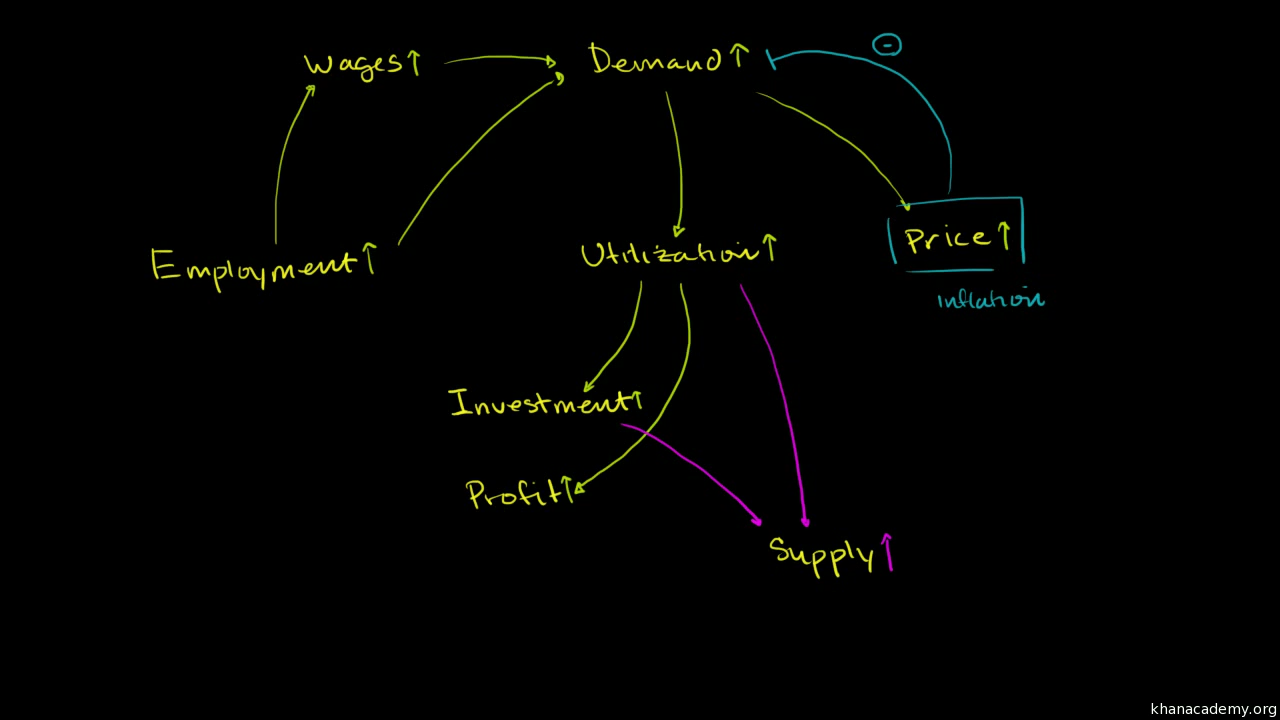 Wages↑
Demand↑
-
Employment↑
Utilization↑
Price↑
inflation
Investment↑
Profit↑
Supply↑
khanacademy.org